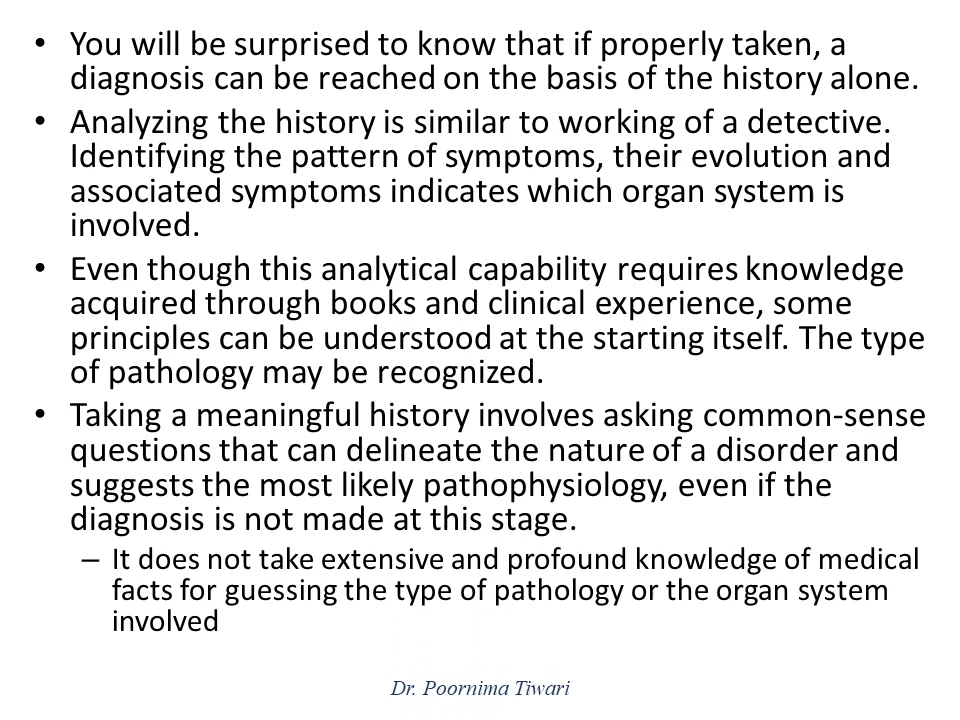 • You will be surprised to know that if properly taken, a
diagnosis can be reached on the basis of the history alone.
• Analyzing the history is similar to working of a detective.
Identifying the pattern of symptoms, their evolution and
associated symptoms indicates which organ system is
involved.
• Even though this analytical capability requires knowledge
acquired through books and clinical experience, some
principles can be understood at the starting itself. The type
of pathology may be recognized.
• Taking a meaningful history involves asking common-sense
questions that can delineate the nature of a disorder and
suggests the most likely pathophysiology, even if the
diagnosis is not made at this stage.
– It does not take extensive and profound knowledge of medical
facts for guessing the type of pathology or the organ system
involved
Dr. Poornima Tiwari